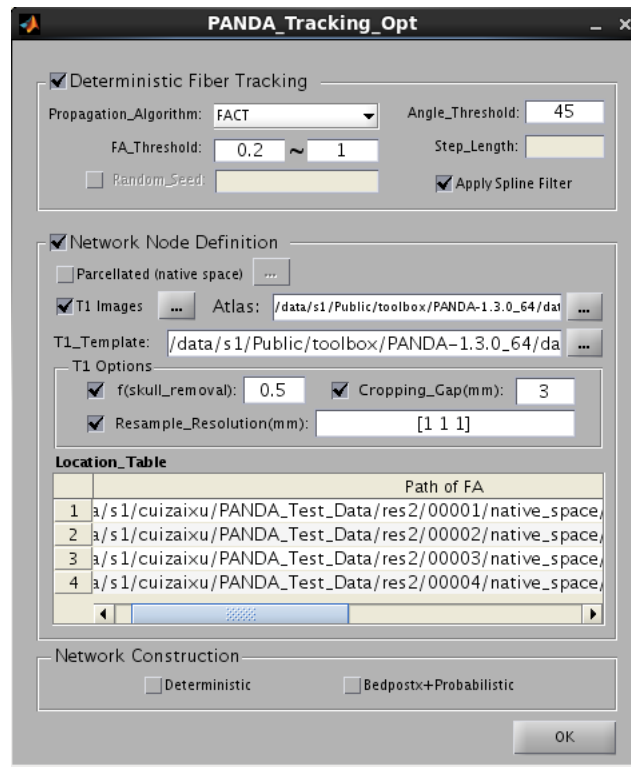 PANDA_Tracking_Opt
Deterministic Fiber Tracking
Propagation_Algorithm: FACT Angle_Threshold: 45
FA_Threshold: 0.2 ~ 1 Step_Length:
Random_Seed: Apply Spline Filter
Network Node Definition
Parcellated (native space) ...
T1 Images ... Atlas: /data/s1/Public/toolbox/PANDA-1.3.0_64/dat ...
T1_Template: /data/s1/Public/toolbox/PANDA-1.3.0_64/da ...
T1 Options
f(skull_removal): 0.5 Cropping_Gap(mm): 3
Resample_Resolution(mm): [1 1 1]
Location_Table
Path of FA
1 a/s1/cuizaixu/PANDA_Test_Data/res2/00001/native_space/
2 a/s1/cuizaixu/PANDA_Test_Data/res2/00002/native_space/
3 a/s1/cuizaixu/PANDA_Test_Data/res2/00003/native_space/
4 a/s1/cuizaixu/PANDA_Test_Data/res2/00004/native_space/
Network Construction
Deterministic Bedpostx+Probabilistic
OK